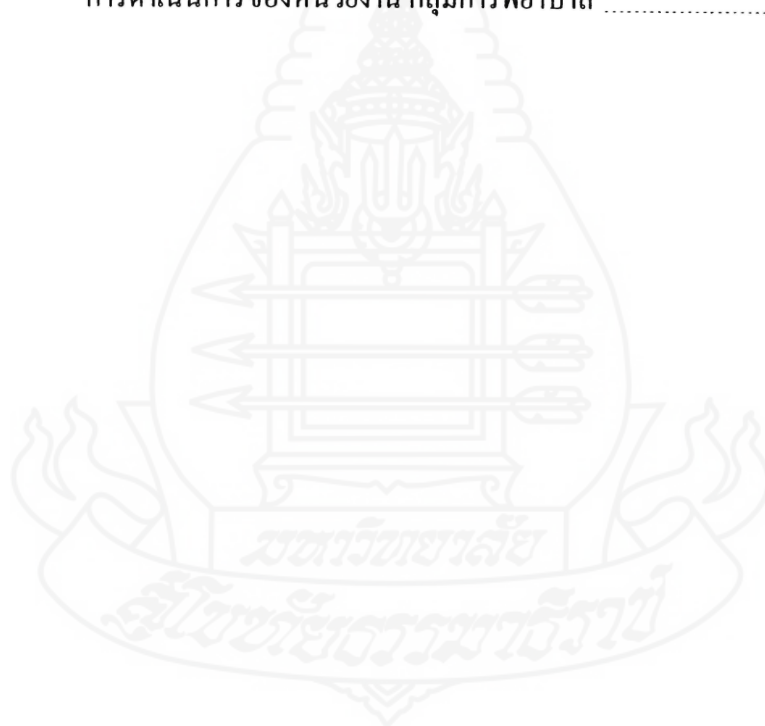 การดำเนินการของหน่วยงาน กลุ่มการพยาบาล
มหาวิทยาลัย
สุโขทัยธรรมาธิราช